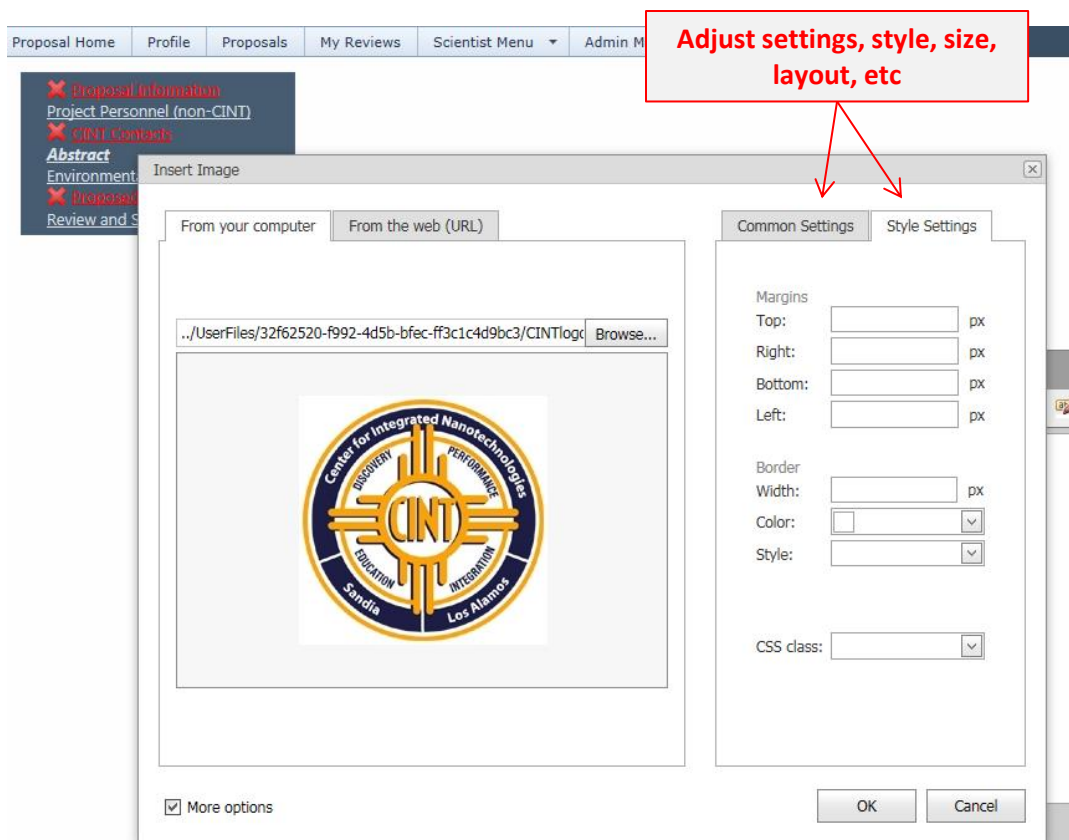 Adjust settings, style, size,
layout, etc
Proposal Home Profile Proposals My Reviews Scientist Menu Admin M
Proposal Information
Project Personnel (non-CINT)
CINT Contacts
Abstract
Environment
Proposed
Review and S
Insert Image
From your computer From the web (URL)
Common Settings Style Settings
../UserFiles/32f62520-f992-4d5b-bfec-ff3c1c4d9bc3/CINTlogo Browse...
Center for Integrated Nanotechnologies
DISCOVERY PERFORMANCE
CINT
EDUCATION INTEGRATION
Sandia Los Alamos
Margins
Top: px
Right: px
Bottom: px
Left: px
Border
Width: px
Color:
Style:
CSS class:
More options
OK Cancel